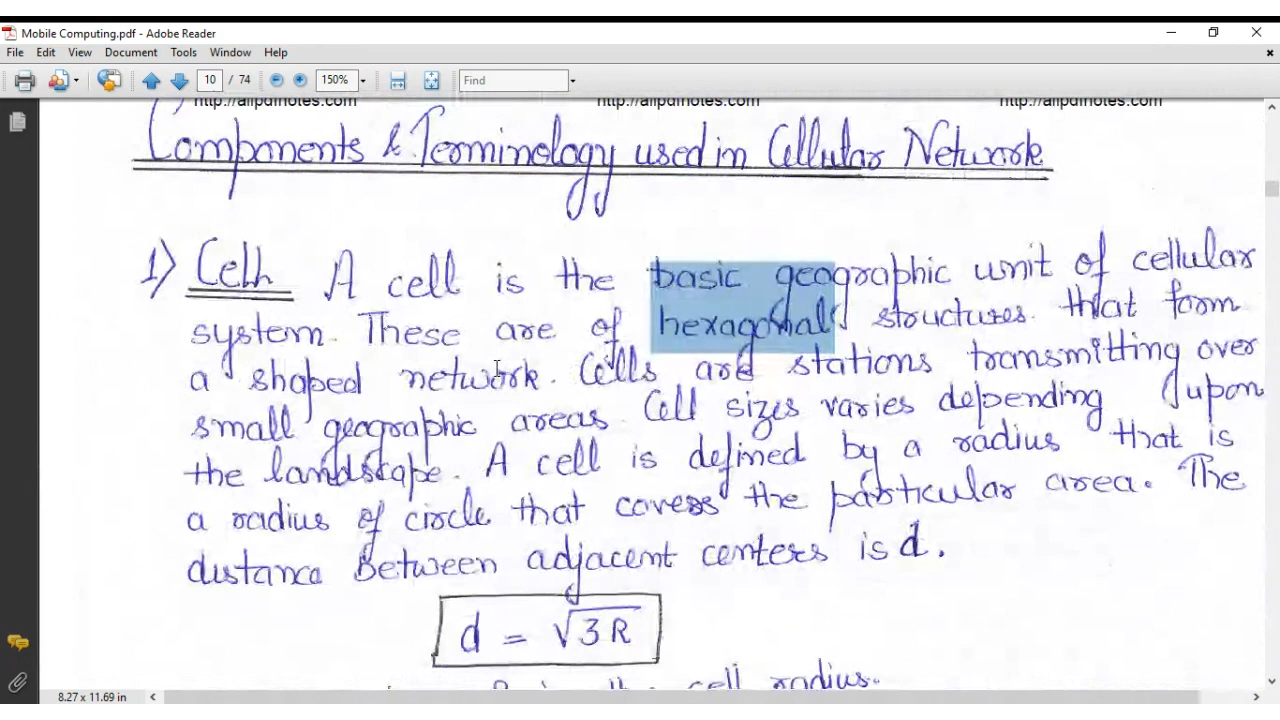 Mobile Computing.pdf - Adobe Reader
File Edit View Document Tools Window Help
10 / 74 150% Find
http://allpdfnotes.com http://allpdfnotes.com http://allpdfnotes.com
Components & Terminology used in Cellular Network
1) Cell:- A cell is the basic geographic unit of cellular
system. These are of hexagonal structures that form
a shaped network. Cells are stations transmitting over
small geographic areas. Cell sizes varies depending upon
the landscape. A cell is defined by a radius that is
a radius of circle that covers the particular area. The
distance Between adjacent centers is d.
d = √3R
R is the cell radius.
8.27 x 11.69 in